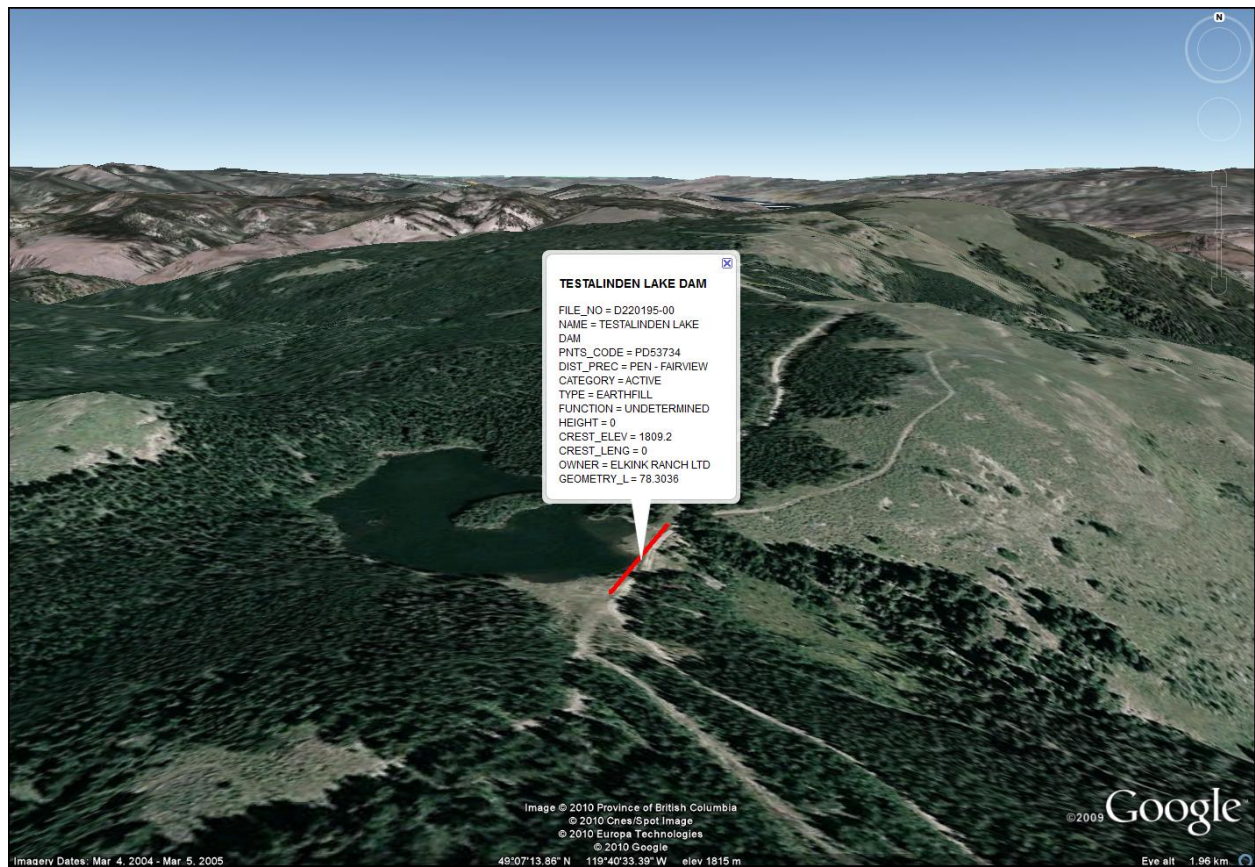 N
TESTALINDEN LAKE DAM
FILE_NO = D220195-00
NAME = TESTALINDEN LAKE
DAM
PNTS_CODE = PD53734
DIST_PREC = PEN - FAIRVIEW
CATEGORY = ACTIVE
TYPE = EARTHFILL
FUNCTION = UNDETERMINED
HEIGHT = 0
CREST_ELEV = 1809.2
CREST_LENG = 0
OWNER = ELKINK RANCH LTD
GEOMETRY_L = 78.3036
Image © 2010 Province of British Columbia
© 2010 Cnes/Spot Image
© 2010 Europa Technologies
© 2010 Google
©2009 Google
Imagery Dates: Mar 4, 2004 - Mar 5, 2005
49°07'13.86" N 119°40'33.39" W elev 1815 m
Eye alt 1.96 km